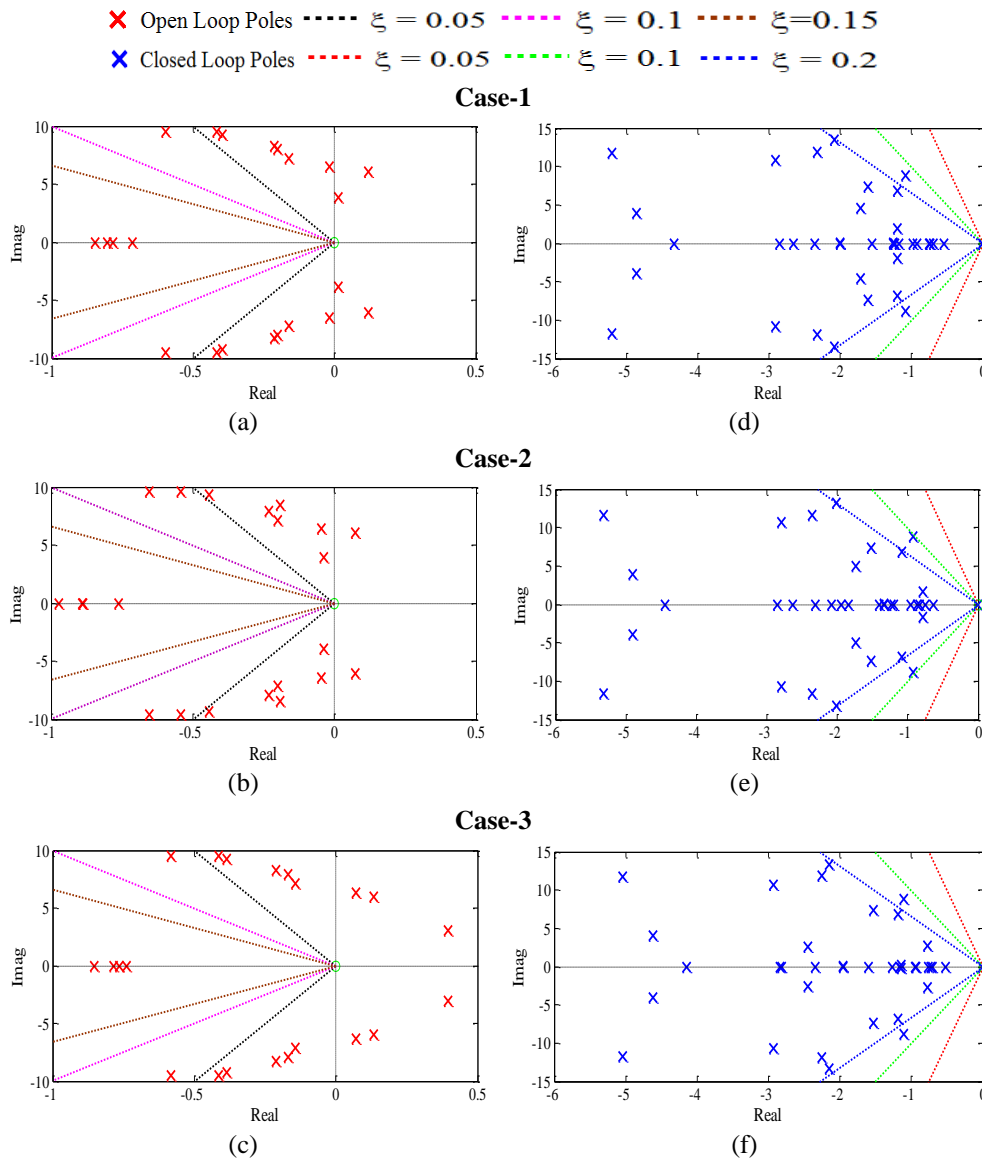 Open Loop Poles ξ = 0.05 ξ = 0.1 ξ=0.15
Closed Loop Poles ξ = 0.05 ξ = 0.1 ξ = 0.2
Case-1
10
5
0
-5
-10
Imag
-1 -0.5 0 0.5
Real
(a)
15
10
5
0
-5
-10
-15
Imag
-6 -5 -4 -3 -2 -1 0
Real
(d)
Case-2
10
5
0
-5
-10
Imag
-1 -0.5 0 0.5
Real
(b)
15
10
5
0
-5
-10
-15
Imag
-6 -5 -4 -3 -2 -1 0
Real
(e)
Case-3
10
5
0
-5
-10
Imag
-1 -0.5 0 0.5
Real
(c)
15
10
5
0
-5
-10
-15
Imag
-6 -5 -4 -3 -2 -1 0
Real
(f)